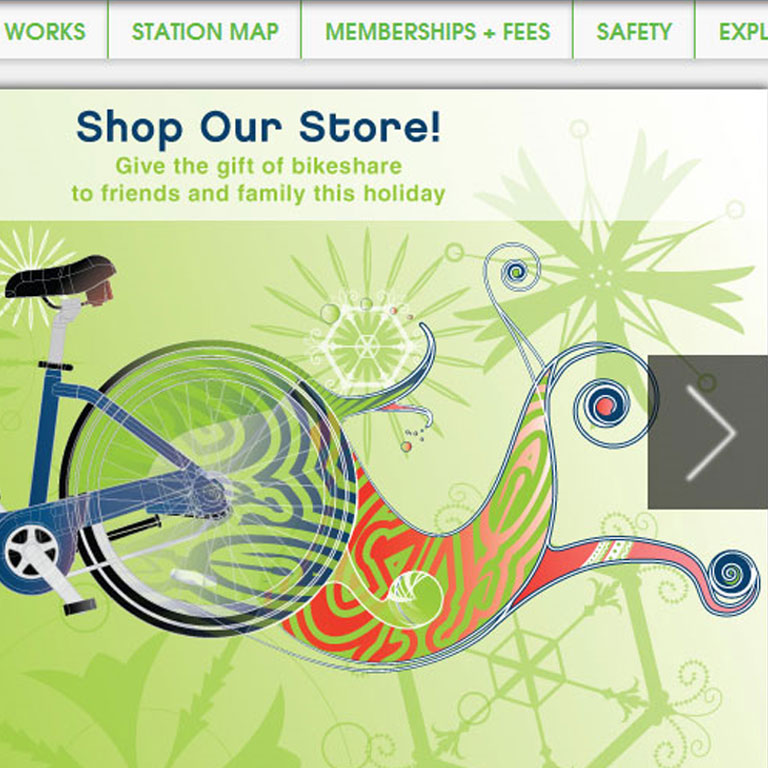 WORKS STATION MAP MEMBERSHIPS + FEES SAFETY EXPL
Shop Our Store!
Give the gift of bikeshare
to friends and family this holiday